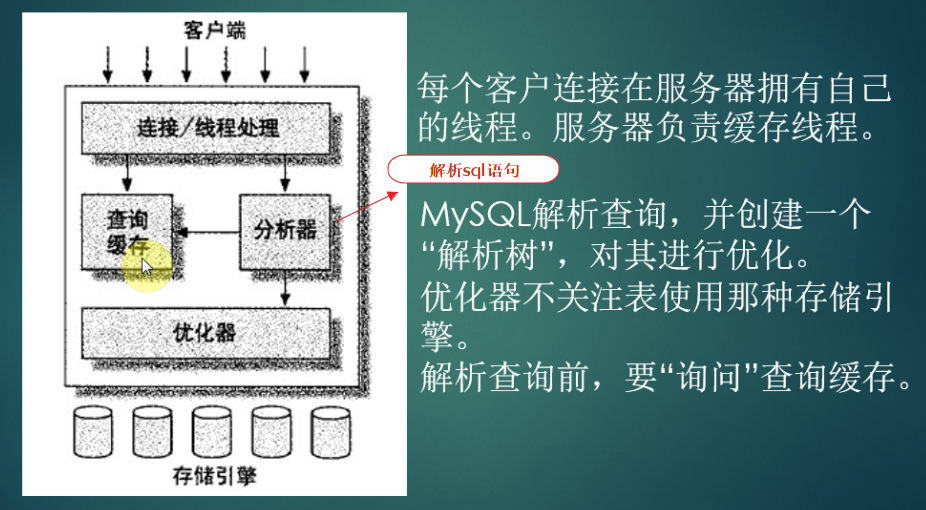 客户端
连接/线程处理
查询
缓存
分析器
优化器
存储引擎
解析sql语句
每个客户连接在服务器拥有自己
的线程。服务器负责缓存线程。
MySQL解析查询，并创建一个
“解析树”，对其进行优化。
优化器不关注表使用那种存储引
擎。
解析查询前，要“询问”查询缓存。